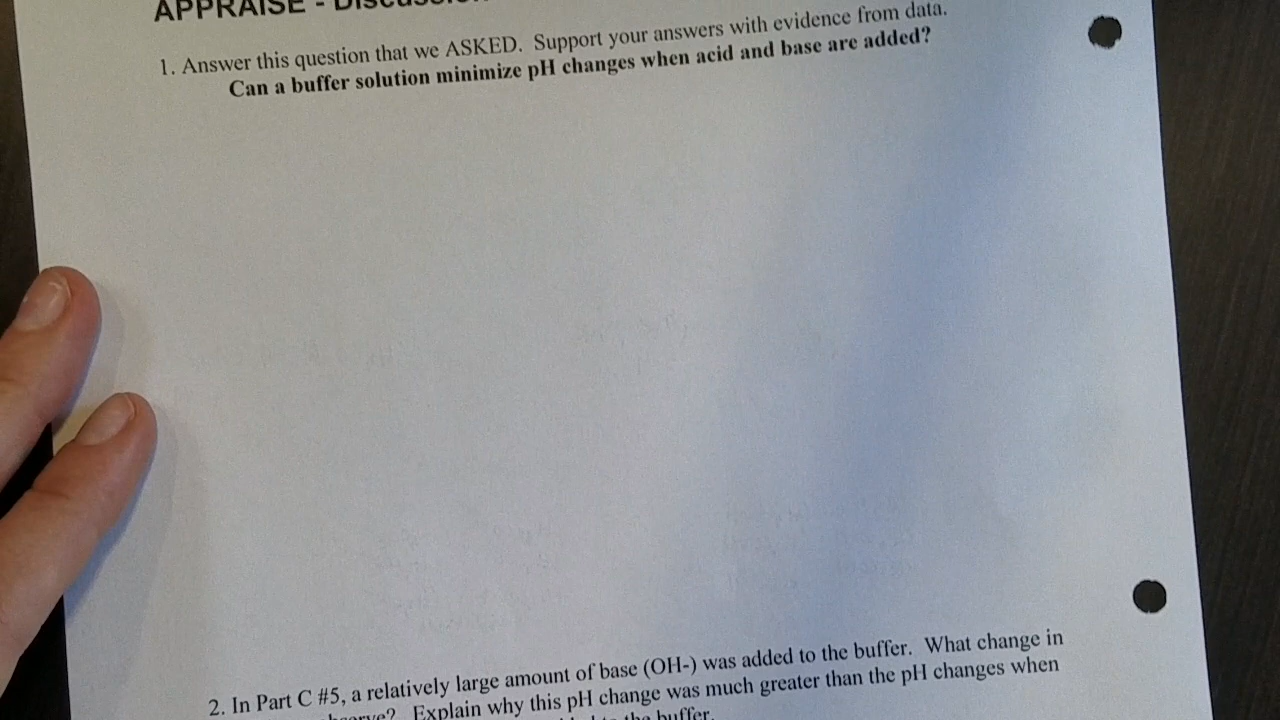 APPRAISE - Discussion
1. Answer this question that we ASKED. Support your answers with evidence from data.
Can a buffer solution minimize pH changes when acid and base are added?
2. In Part C #5, a relatively large amount of base (OH-) was added to the buffer. What change in
Explain why this pH change was much greater than the pH changes when
the buffer.